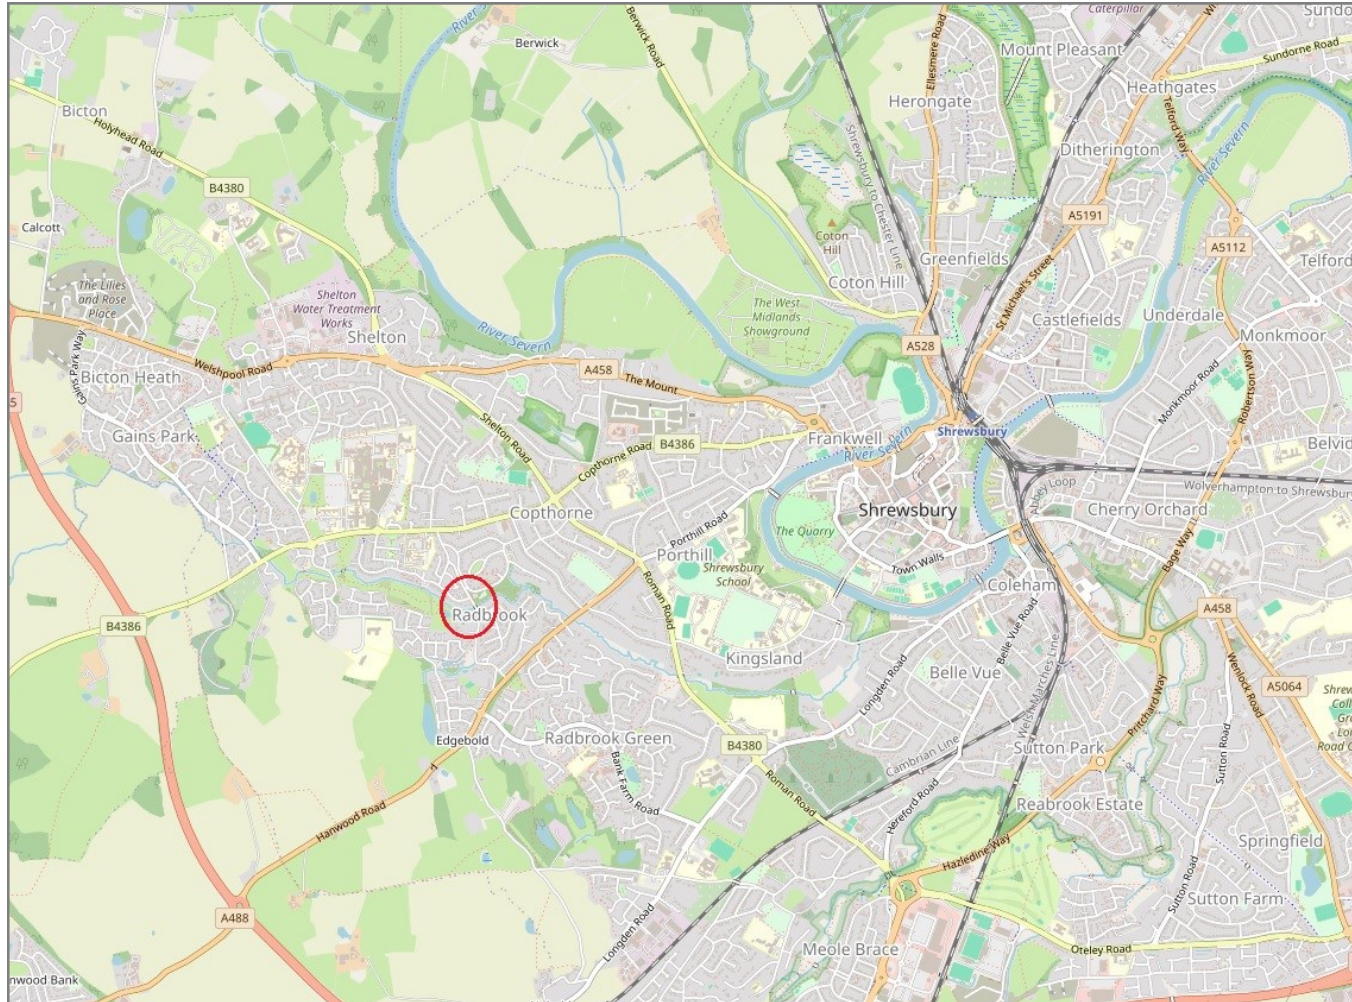 Caterpillar
Sundo
Berwick
Berwick Road
River Severn
Ellesmere Road
Mount Pleasant
Sundorne Road
Bicton
Heathgates
Herongate
Telford Way
Holyhead Road
Shrewsbury to Chester Line
Ditherington
River Severn
B4380
A5191
Calcott
Coton
Hill
A5112
Greenfields
Telford
The Lilies
and Rose
Place
Shelton
Water Treatment
Works
Coton Hill
St Michael's Street
The West
Midlands
Showground
Castlefields
Underdale
Shelton
River Severn
Monkmoor
A528
Gains Park Way
Welshpool Road
A458
The Mount
Bicton Heath
Monkmoor Road
Robertson Way
5
Shelton Road
Gains Park
Frankwell
Shrewsbury
B4386
Copthorne Road
River Severn
Belvid
Abbey Loop
Wolverhampton to Shrewsbury
Copthorne
Shrewsbury
Cherry Orchard
Porthill Road
The Quarry
Bage Way
Porthill
Town Walls
Shrewsbury
School
Roman Road
Coleham
Radbrook
A458
B4386
Belle Vue Road
Kingsland
Longden Road
Belle Vue
Welsh Marches Line
Wenlock Road
A5064
Pritchard Way
Shrew
Coll
Gro
Lon
Road C
Edgebold
Radbrook Green
B4380
Cambrian Line
Sutton Park
Sutton Road
Bank Farm Road
Roman Road
Reabrook Estate
Hanwood Road
Hereford Road
Hazledine Way
Springfield
A488
Longden Road
Sutton Road
Sutton Farm
Meole Brace
Oteley Road
nwood Bank